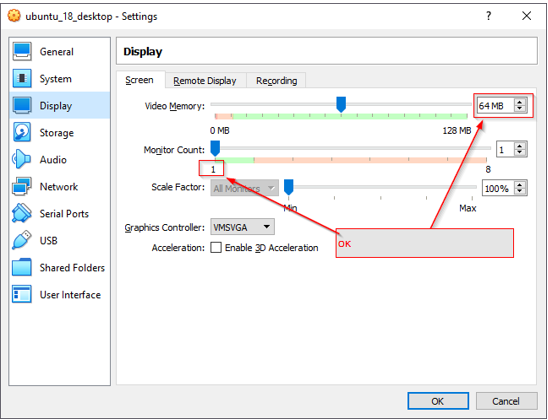 ubuntu_18_desktop - Settings
?
General
System
Display
Storage
Audio
Network
Serial Ports
USB
Shared Folders
User Interface
Display
Screen Remote Display Recording
Video Memory: 64 MB
0 MB 128 MB
Monitor Count: 1
1 8
Scale Factor: All Monitors 100%
Min Max
Graphics Controller: VMSVGA
OK
Acceleration: Enable 3D Acceleration
OK Cancel